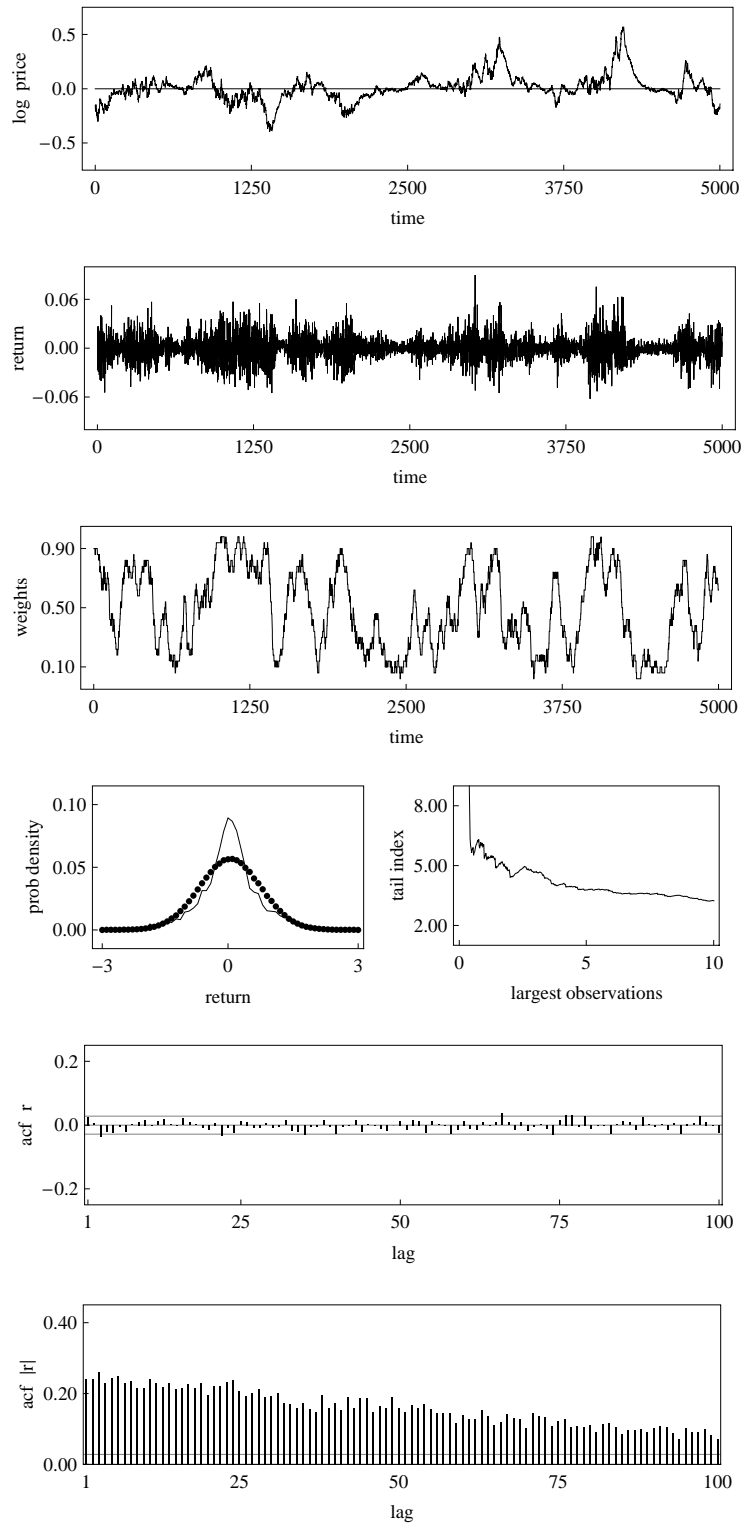 log price
0.5
0.0
−0.5
0 1250 2500 3750 5000
time
return
0.06
0.00
−0.06
0 1250 2500 3750 5000
time
weights
0.90
0.50
0.10
0 1250 2500 3750 5000
time
prob density
0.10
0.05
0.00
−3 0 3
return
tail index
8.00
5.00
2.00
0 5 10
largest observations
acf r
0.2
0.0
−0.2
1 25 50 75 100
lag
acf |r|
0.40
0.20
0.00
1 25 50 75 100
lag